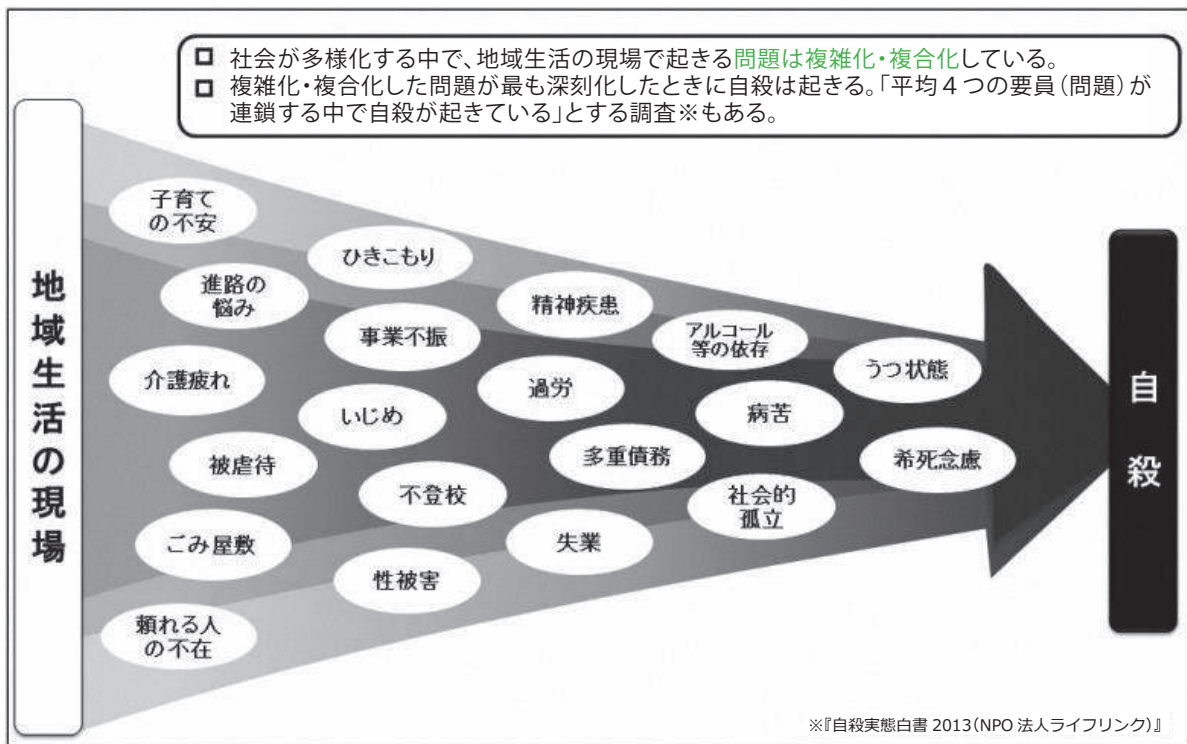 □ 社会が多様化する中で、地域生活の現場で起きる問題は複雑化・複合化している。
□ 複雑化・複合化した問題が最も深刻化したときに自殺は起きる。「平均４つの要員（問題）が
連鎖する中で自殺が起きている」とする調査※もある。
地域生活の現場
子育て
の不安
進路の
悩み
介護疲れ
被虐待
ごみ屋敷
頼れる人
の不在
ひきこもり
事業不振
いじめ
不登校
性被害
精神疾患
過労
多重債務
失業
アルコール
等の依存
病苦
社会的
孤立
うつ状態
希死念慮
自殺
※『自殺実態白書 2013（NPO 法人ライフリンク）』